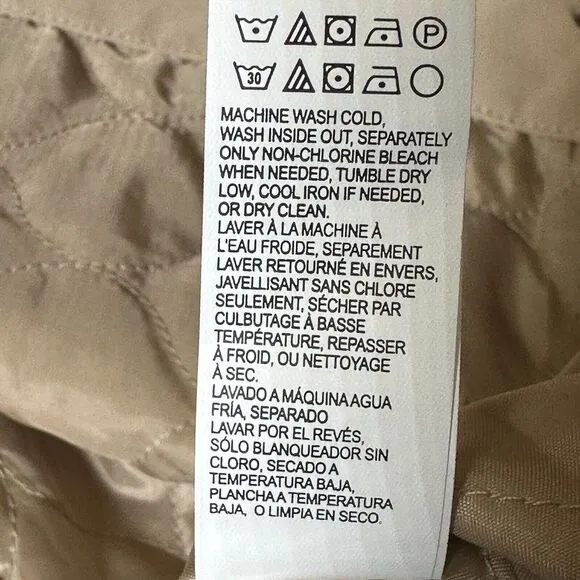 P
30
MACHINE WASH COLD,
WASH INSIDE OUT, SEPARATELY
ONLY NON-CHLORINE BLEACH
WHEN NEEDED, TUMBLE DRY
LOW, COOL IRON IF NEEDED,
OR DRY CLEAN.
LAVER À LA MACHINE À
L'EAU FROIDE, SEPAREMENT
LAVER RETOURNÉ EN ENVERS,
JAVELLISANT SANS CHLORE
SEULEMENT, SÉCHER PAR
CULBUTAGE À BASSE
TEMPÉRATURE, REPASSER
À FROID, OU NETTOYAGE
À SEC.
LAVADO A MÁQUINA AGUA
FRÍA, SEPARADO
LAVAR POR EL REVÉS,
SÓLO BLANQUEADOR SIN
CLORO, SECADO A
TEMPERATURA BAJA,
PLANCHA A TEMPERATURA
BAJA, O LIMPIA EN SECO.